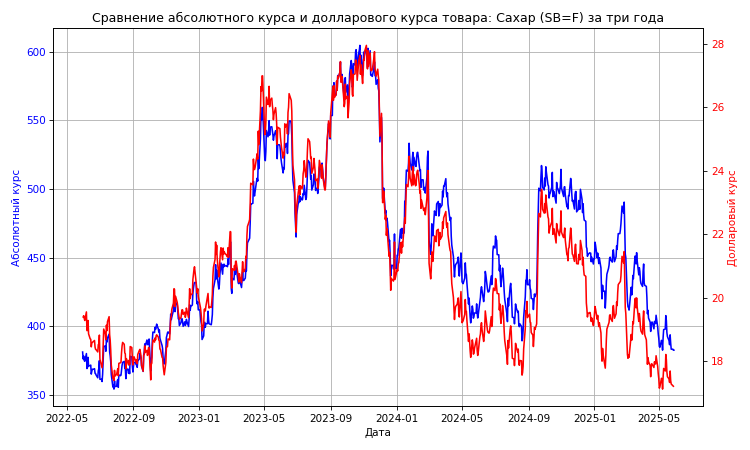 Сравнение абсолютного курса и долларового курса товара: Сахар (SB=F) за три года
Абсолютный курс
600
550
500
450
400
350
Долларовый курс
28
26
24
22
20
18
2022-05 2022-09 2023-01 2023-05 2023-09 2024-01 2024-05 2024-09 2025-01 2025-05
Дата